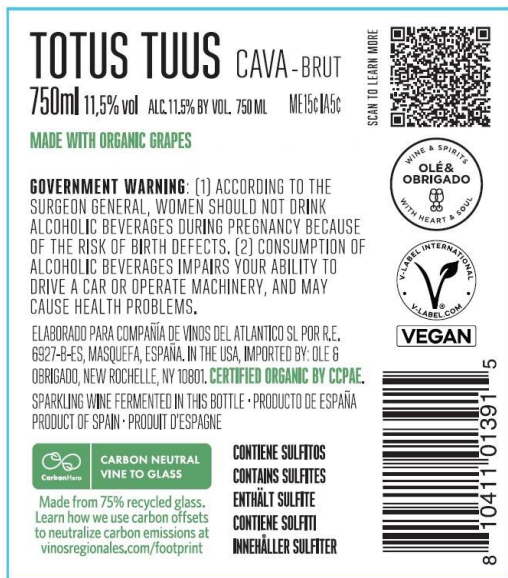 TOTUS TUUS CAVA - BRUT
750ml 11,5% vol ALC. 11.5% BY VOL. 750 ML ME15¢ IA5¢
MADE WITH ORGANIC GRAPES
SCAN TO LEARN MORE
WINE & SPIRITS
OLÉ &
OBRIGADO
WITH HEART & SOUL
GOVERNMENT WARNING: (1) ACCORDING TO THE
SURGEON GENERAL, WOMEN SHOULD NOT DRINK
ALCOHOLIC BEVERAGES DURING PREGNANCY BECAUSE
OF THE RISK OF BIRTH DEFECTS. (2) CONSUMPTION OF
ALCOHOLIC BEVERAGES IMPAIRS YOUR ABILITY TO
DRIVE A CAR OR OPERATE MACHINERY, AND MAY
CAUSE HEALTH PROBLEMS.
V-LABEL INTERNATIONAL
V-LABEL.COM
VEGAN
ELABORADO PARA COMPAÑÍA DE VINOS DEL ATLANTICO SL POR R.E.
6927-B-ES, MASQUEFA, ESPAÑA. IN THE USA, IMPORTED BY: OLE &
OBRIGADO, NEW ROCHELLE, NY 10801. CERTIFIED ORGANIC BY CCPAE.
SPARKLING WINE FERMENTED IN THIS BOTTLE · PRODUCTO DE ESPAÑA
PRODUCT OF SPAIN · PRODUIT D'ESPAGNE
CarbonHero
CARBON NEUTRAL
VINE TO GLASS
Made from 75% recycled glass.
Learn how we use carbon offsets
to neutralize carbon emissions at
vinosregionales.com/footprint
CONTIENE SULFITOS
CONTAINS SULFITES
ENTHÄLT SULFITE
CONTIENE SOLFITI
INNEHÅLLER SULFITER
8 10411 01391 5